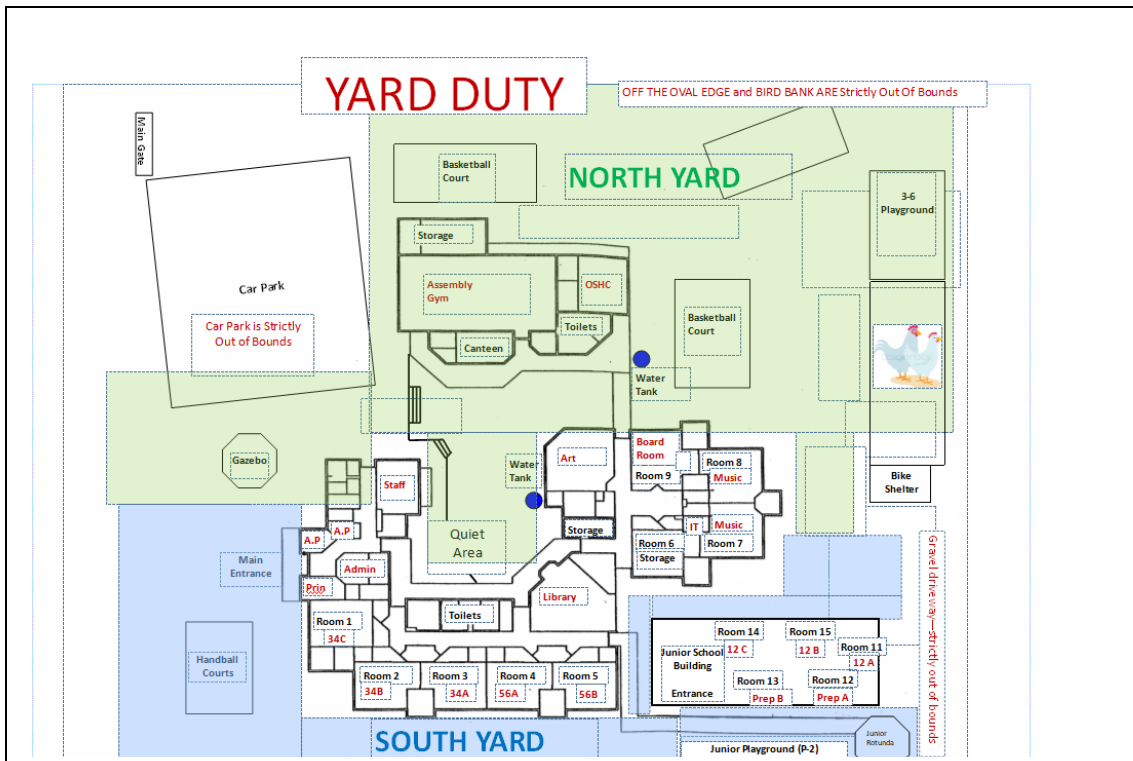 YARD DUTY
OFF THE OVAL EDGE and BIRD BANK ARE Strictly Out Of Bounds
Main Gate
Basketball
Court
NORTH YARD
3-6
Playground
Storage
Car Park
Assembly
Gym
OSHC
Car Park is Strictly
Out of Bounds
Toilets
Basketball
Court
Canteen
Water
Tank
Gazebo
Staff
Water
Tank
Art
Board
Room
Room 9
Room 8
Music
Bike
Shelter
A.P
A.P
Quiet
Area
Storage
IT
Music
Room 7
Room 6
Storage
Main
Entrance
Admin
Prin
Library
Gravel driveway—strictly out of bounds
Room 1
34C
Toilets
Handball
Courts
Room 2
34B
Room 3
34A
Room 4
56A
Room 5
56B
Junior School
Building
Entrance
Room 14
12 C
Room 15
12 B
Room 11
12 A
Room 13
Prep B
Room 12
Prep A
SOUTH YARD
Junior Playground (P-2)
Junior
Rotunda